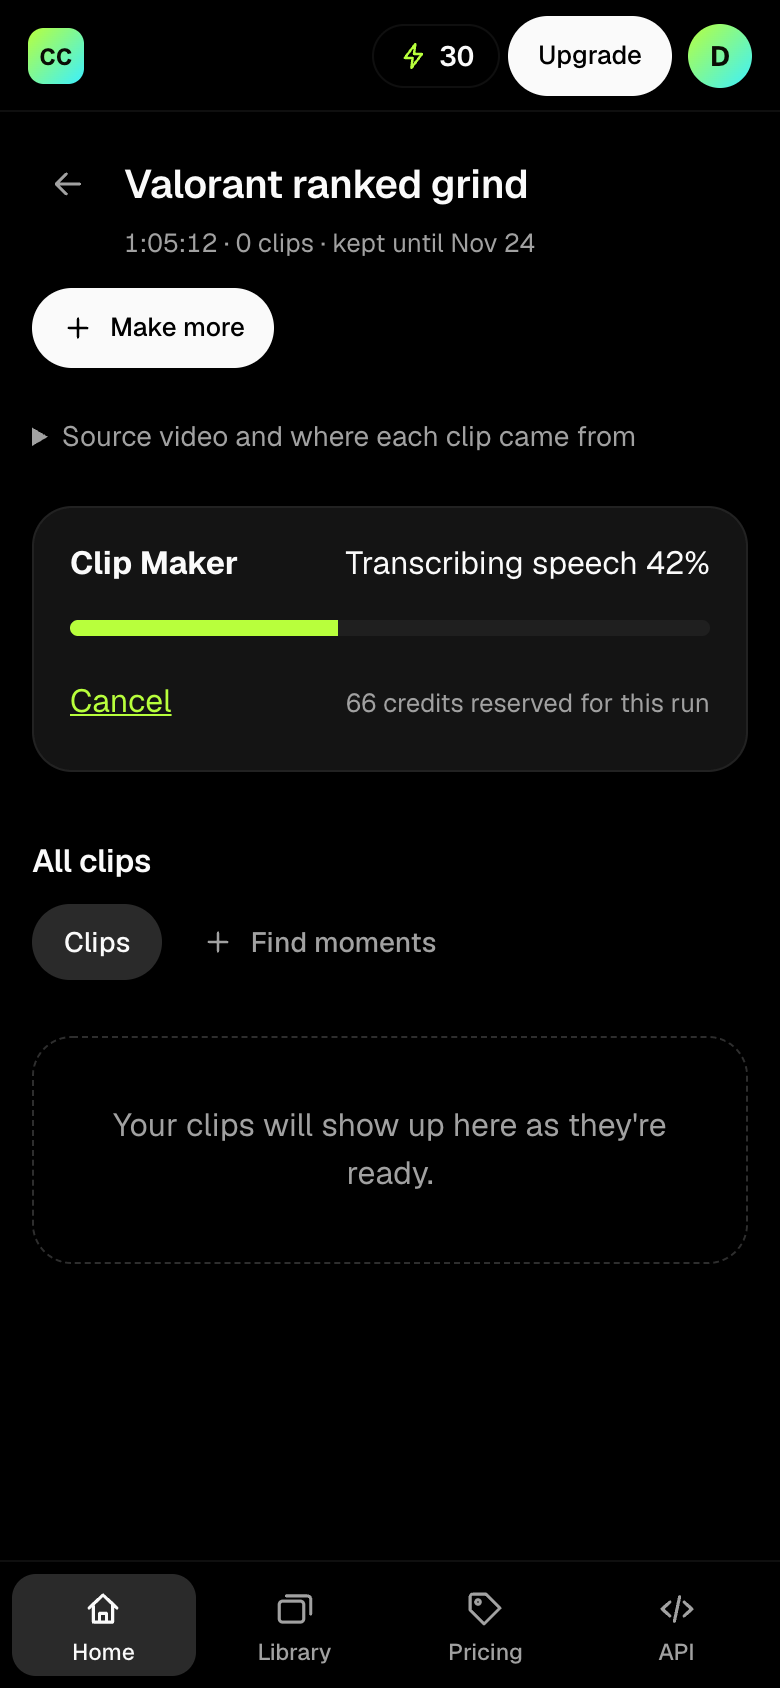 CC
30
Upgrade
D
Valorant ranked grind
1:05:12 · 0 clips · kept until Nov 24
Make more
Source video and where each clip came from
Clip Maker
Transcribing speech 42%
Cancel
66 credits reserved for this run
All clips
Clips
Find moments
Your clips will show up here as they're
ready.
Home
Library
Pricing
API